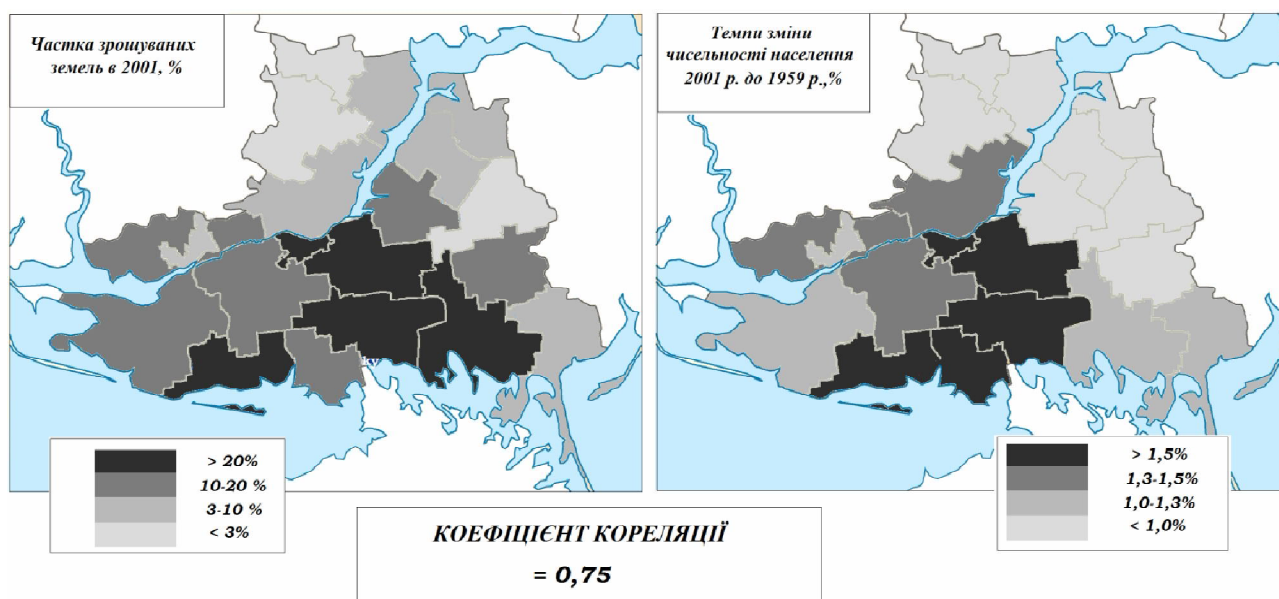 Частка зрошуваних
земель в 2001, %
Темпи зміни
чисельності населення
2001 р. до 1959 р.,%
ку
> 20%
10-20 %
3-10 %
< 3%
> 1,5%
1,3-1,5%
1,0-1,3%
< 1,0%
КОЕФІЦІЄНТ КОРЕЛЯЦІЇ
= 0,75